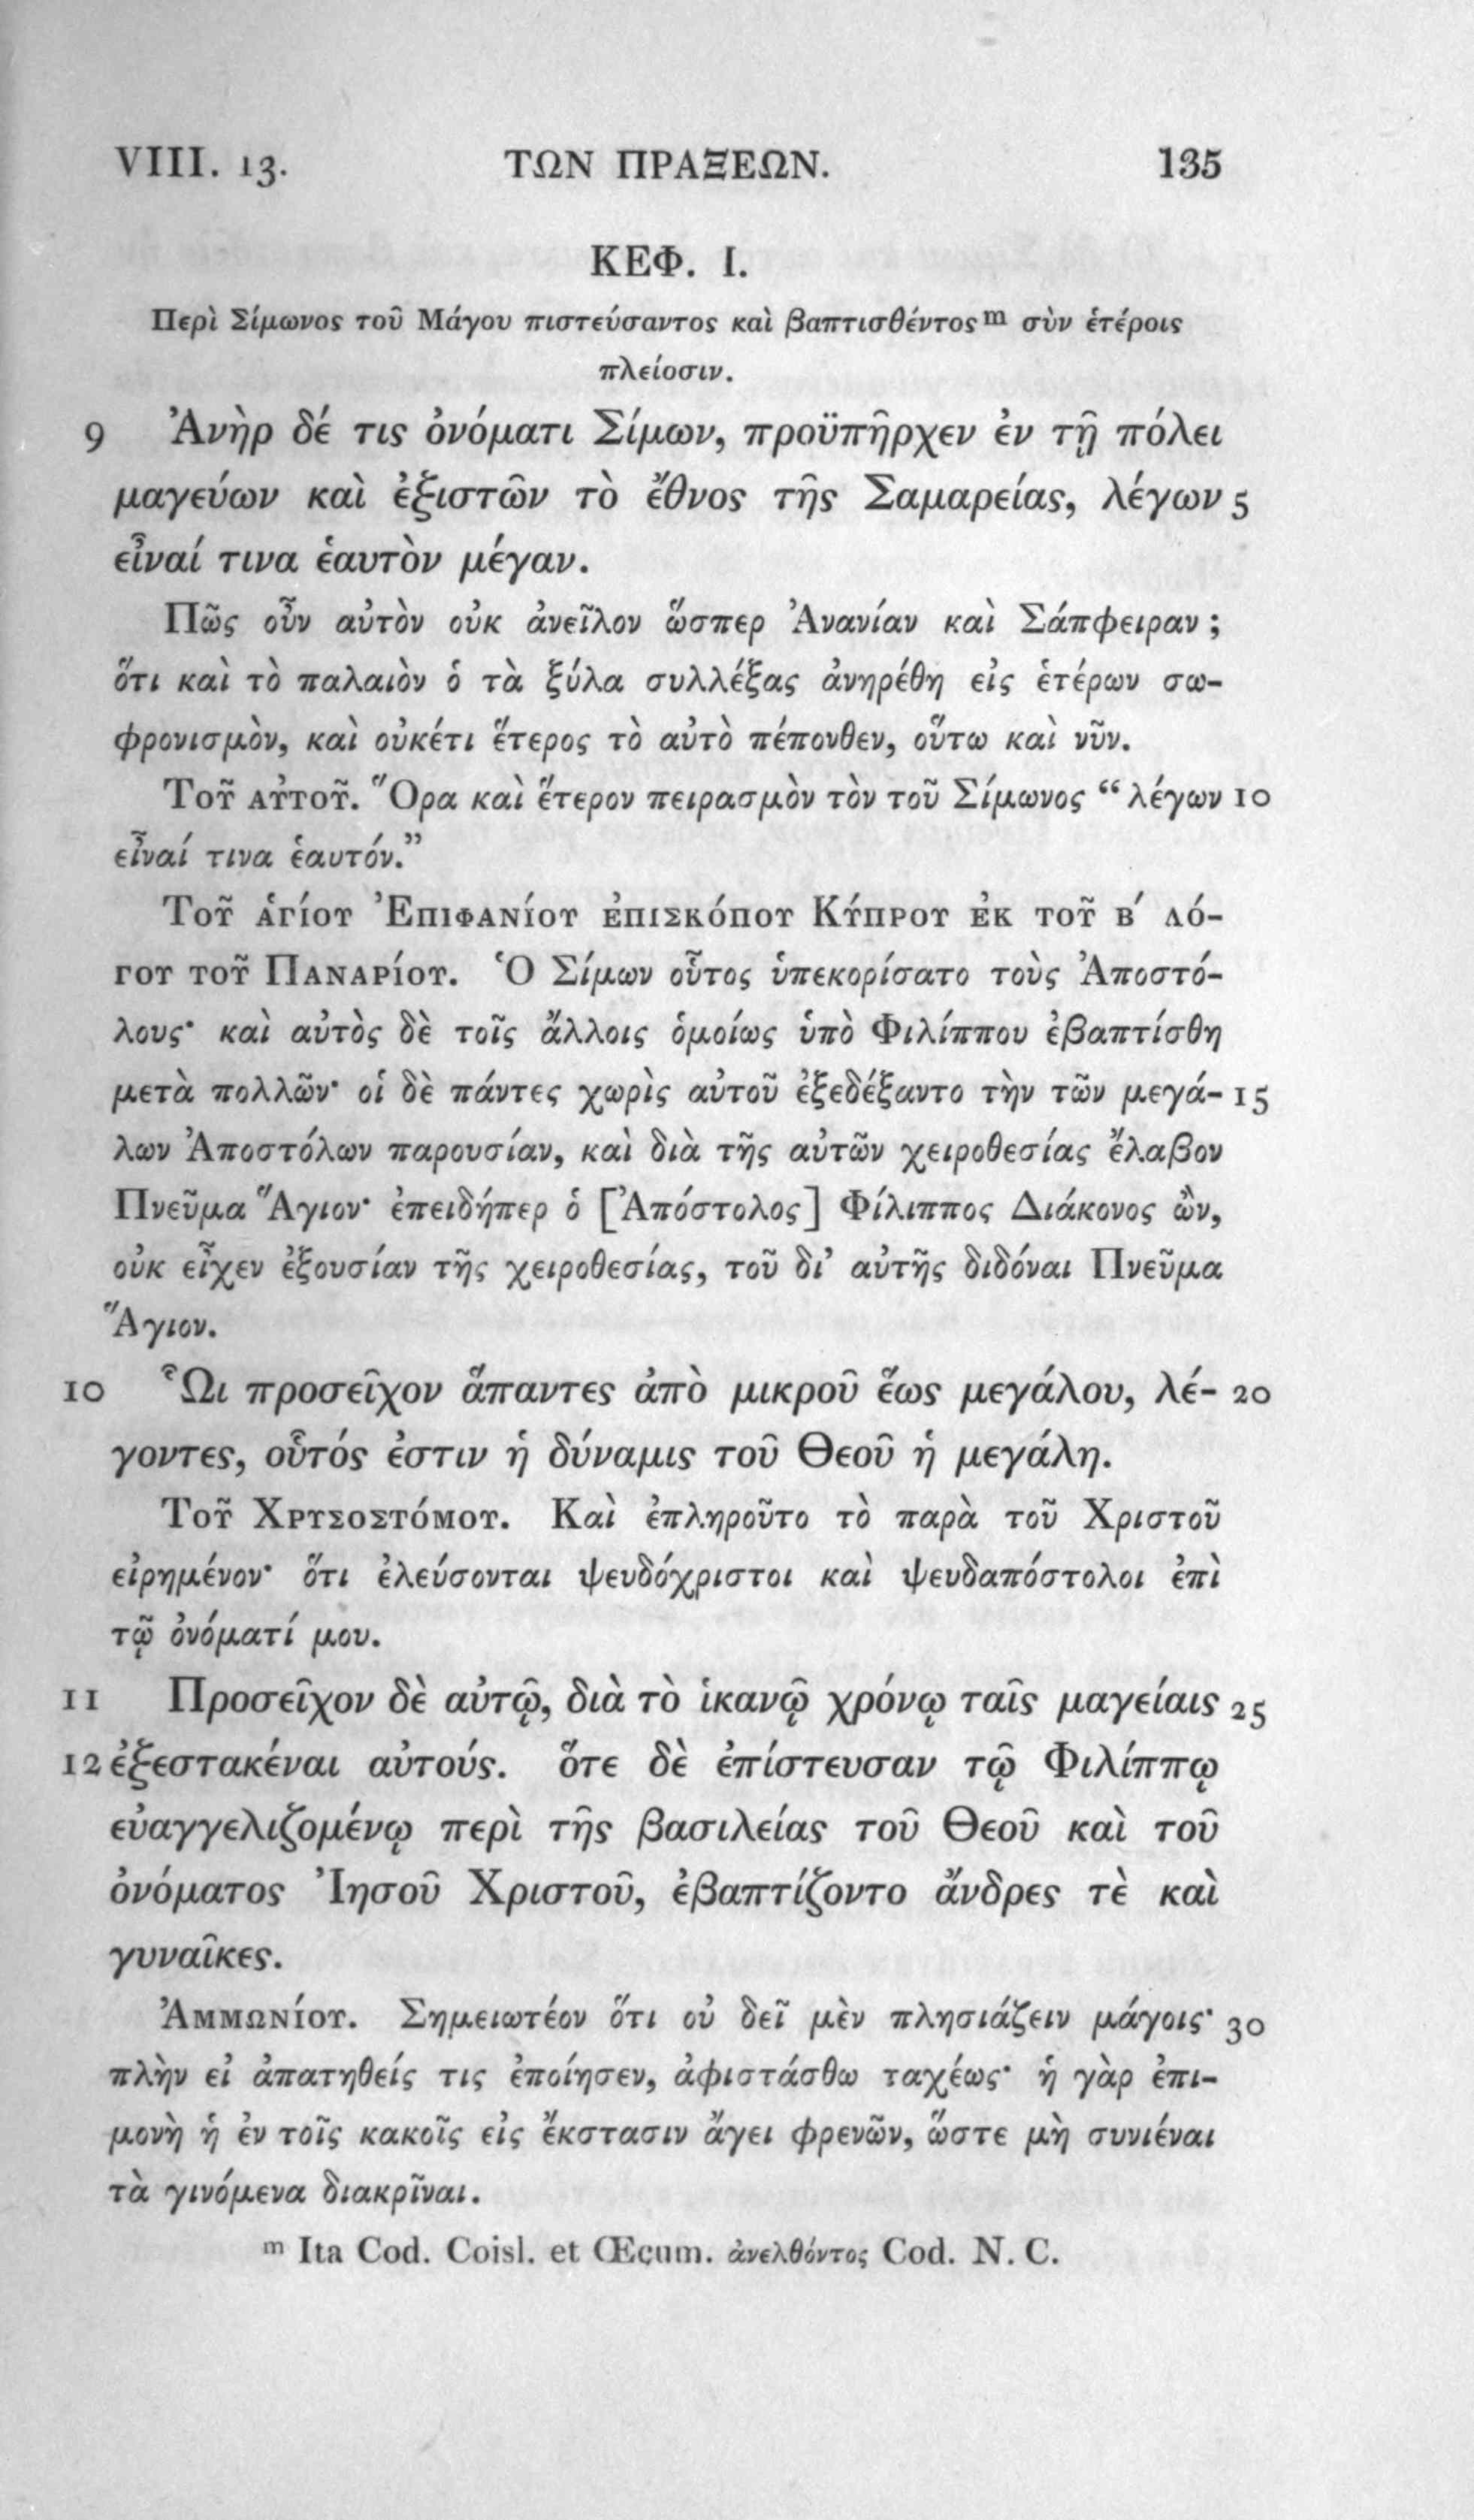 VIII. 13. ΤΩΝ ΠΡΑΞΕΩΝ. 135
ΚΕΦ. Ι.
Περὶ Σίμωνος τοῦ Μάγου πιστεύσαντος καὶ βαπτισθέντος m σὺν ἑτέροις
πλείοσιν.
9 Ἀνὴρ δέ τις ὀνόματι Σίμων, προϋπῆρχεν ἐν τῇ πόλει
μαγεύων καὶ ἐξιστῶν τὸ ἔθνος τῆς Σαμαρείας, λέγων 5
εἶναί τινα ἑαυτὸν μέγαν.
Πῶς οὖν αὐτὸν οὐκ ἀνεῖλον ὥσπερ Ἀνανίαν καὶ Σάπφειραν ;
ὅτι καὶ τὸ παλαιὸν ὁ τὰ ξύλα συλλέξας ἀνηρέθη εἰς ἑτέρων σω-
φρονισμὸν, καὶ οὐκέτι ἕτερος τὸ αὐτὸ πέπονθεν, οὕτω καὶ νῦν.
Τοῦ αὐτοῦ. Ὅρα καὶ ἕτερον πειρασμὸν τὸν τοῦ Σίμωνος “ λέγων 10
εἶναί τινα ἑαυτόν.”
Τοῦ ἁγίου Ἐπιφανίου ἐπισκόπου Κύπρου ἐκ τοῦ β´ λό-
γου τοῦ Παναρίου. Ὁ Σίμων οὗτος ὑπεκορίσατο τοὺς Ἀποστό-
λους· καὶ αὐτὸς δὲ τοῖς ἄλλοις ὁμοίως ὑπὸ Φιλίππου ἐβαπτίσθη
μετὰ πολλῶν· οἱ δὲ πάντες χωρὶς αὐτοῦ ἐξεδέξαντο τὴν τῶν μεγά- 15
λων Ἀποστόλων παρουσίαν, καὶ διὰ τῆς αὐτῶν χειροθεσίας ἔλαβον
Πνεῦμα Ἅγιον· ἐπειδήπερ ὁ [Ἀπόστολος] Φίλιππος Διάκονος ὢν,
οὐκ εἶχεν ἐξουσίαν τῆς χειροθεσίας, τοῦ δι’ αὐτῆς διδόναι Πνεῦμα
Ἅγιον.
10 Ὧι προσεῖχον ἅπαντες ἀπὸ μικροῦ ἕως μεγάλου, λέ- 20
γοντες, οὗτός ἐστιν ἡ δύναμις τοῦ Θεοῦ ἡ μεγάλη.
Τοῦ Χρυσοστόμου. Καὶ ἐπληροῦτο τὸ παρὰ τοῦ Χριστοῦ
εἰρημένον· ὅτι ἐλεύσονται ψευδόχριστοι καὶ ψευδαπόστολοι ἐπὶ
τῷ ὀνόματί μου.
11 Προσεῖχον δὲ αὐτῷ, διὰ τὸ ἱκανῷ χρόνῳ ταῖς μαγείαις 25
12 ἐξεστακέναι αὐτούς. ὅτε δὲ ἐπίστευσαν τῷ Φιλίππῳ
εὐαγγελιζομένῳ περὶ τῆς βασιλείας τοῦ Θεοῦ καὶ τοῦ
ὀνόματος Ἰησοῦ Χριστοῦ, ἐβαπτίζοντο ἄνδρες τὲ καὶ
γυναῖκες.
Ἀμμωνίου. Σημειωτέον ὅτι οὐ δεῖ μὲν πλησιάζειν μάγοις· 30
πλὴν εἰ ἀπατηθείς τις ἐποίησεν, ἀφιστάσθω ταχέως· ἡ γὰρ ἐπι-
μονὴ ἡ ἐν τοῖς κακοῖς εἰς ἔκστασιν ἄγει φρενῶν, ὥστε μὴ συνιέναι
τὰ γινόμενα διακρῖναι.
m Ita Cod. Coisl. et Œcum. ἀνελθόντος Cod. N. C.